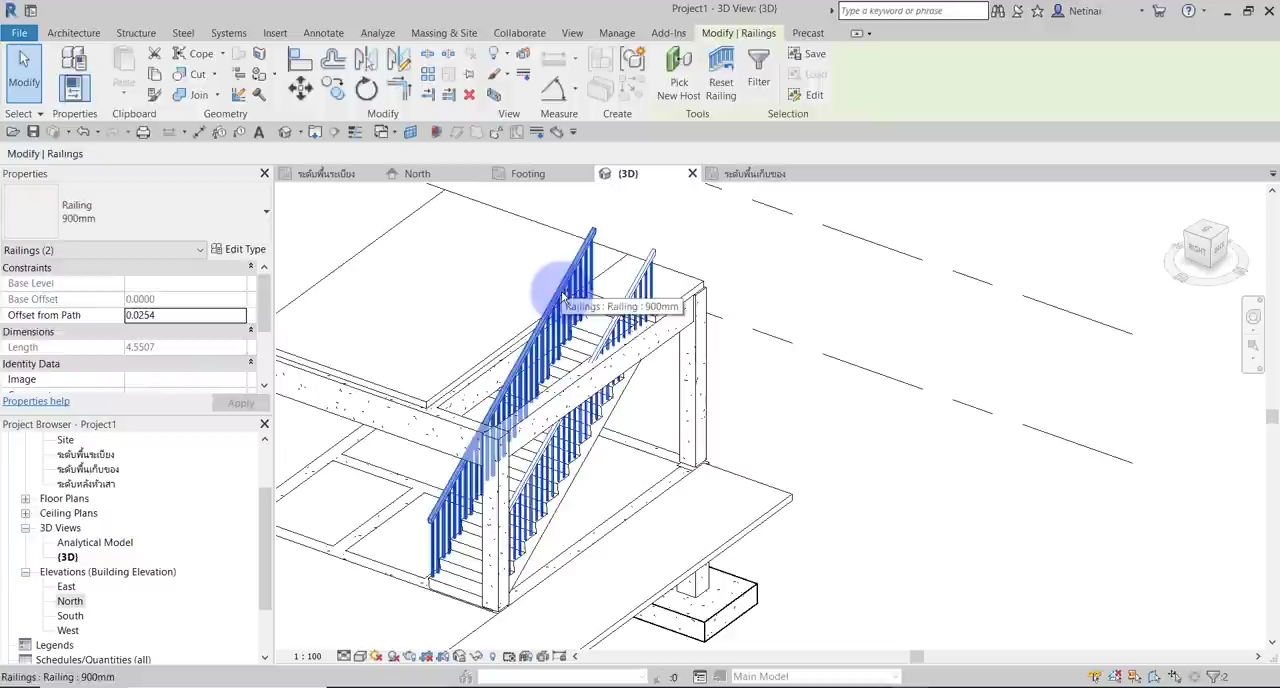 Project1 - 3D View: {3D}
Type a keyword or phrase
Netinai
File Architecture Structure Steel Systems Insert Annotate Analyze Massing & Site Collaborate View Manage Add-Ins Modify | Railings Precast
Modify
Paste
Cope
Cut
Join
Pick New Host
Reset Railing
Filter
Save
Load
Edit
Select Properties Clipboard Geometry Modify View Measure Create Tools Selection
Modify | Railings
Properties
ระดับพื้นระเบียง
North
Footing
{3D}
ระดับพื้นเก็บของ
Railing
900mm
Railings (2)
Edit Type
Constraints
Base Level
Base Offset 0.0000
Offset from Path 0.0254
Dimensions
Length 4.5507
Identity Data
Image
Properties help
Apply
Project Browser - Project1
Site
ระดับพื้นระเบียง
ระดับพื้นเก็บของ
ระดับหลังหัวเสา
Floor Plans
Ceiling Plans
3D Views
Analytical Model
{3D}
Elevations (Building Elevation)
East
North
South
West
Legends
Schedules/Quantities (all)
Railings : Railing : 900mm
RIGHT
1 : 100
Railings : Railing : 900mm
:0
Main Model
:2